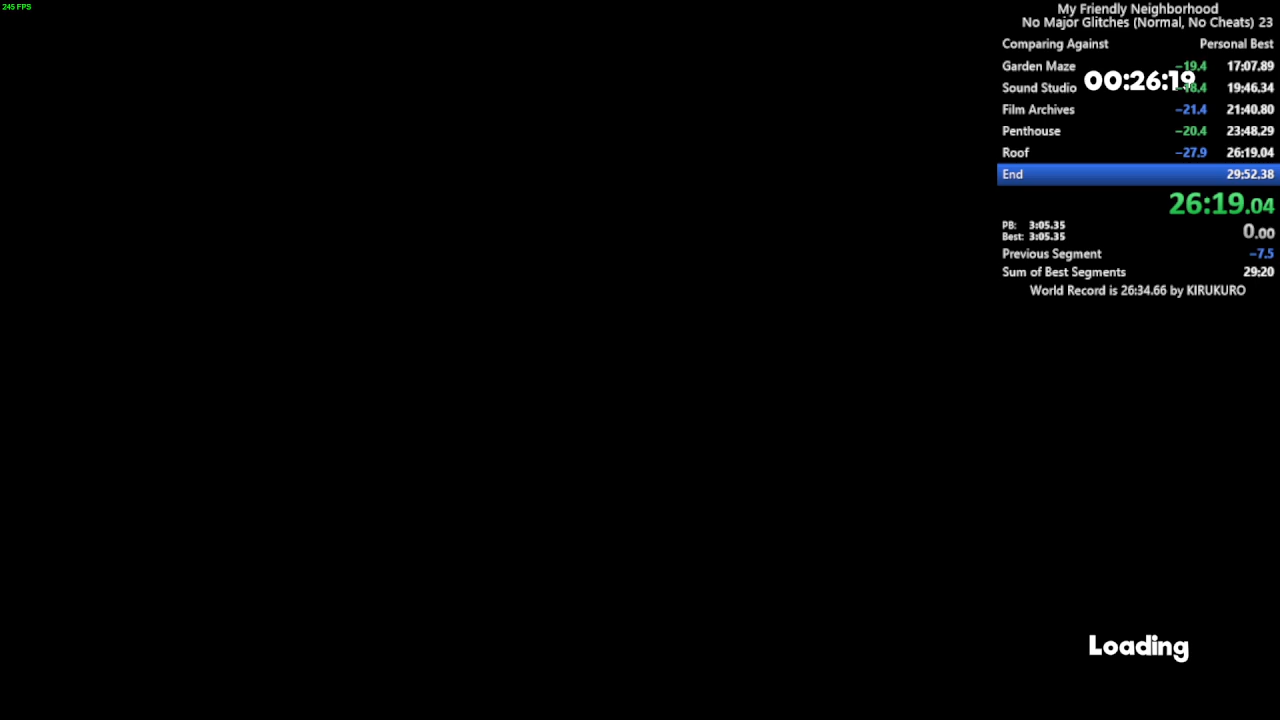 245 FPS
My Friendly Neighborhood
No Major Glitches (Normal, No Cheats) 23
Comparing Against Personal Best
Garden Maze -19.4 17:07.89
00:26:19
Sound Studio -18.4 19:46.34
Film Archives -21.4 21:40.80
Penthouse -20.4 23:48.29
Roof -27.9 26:19.04
End 29:52.38
26:19.04
PB: 3:05.35
0.00
Best: 3:05.35
Previous Segment -7.5
Sum of Best Segments 29:20
World Record is 26:34.66 by KIRUKURO
Loading